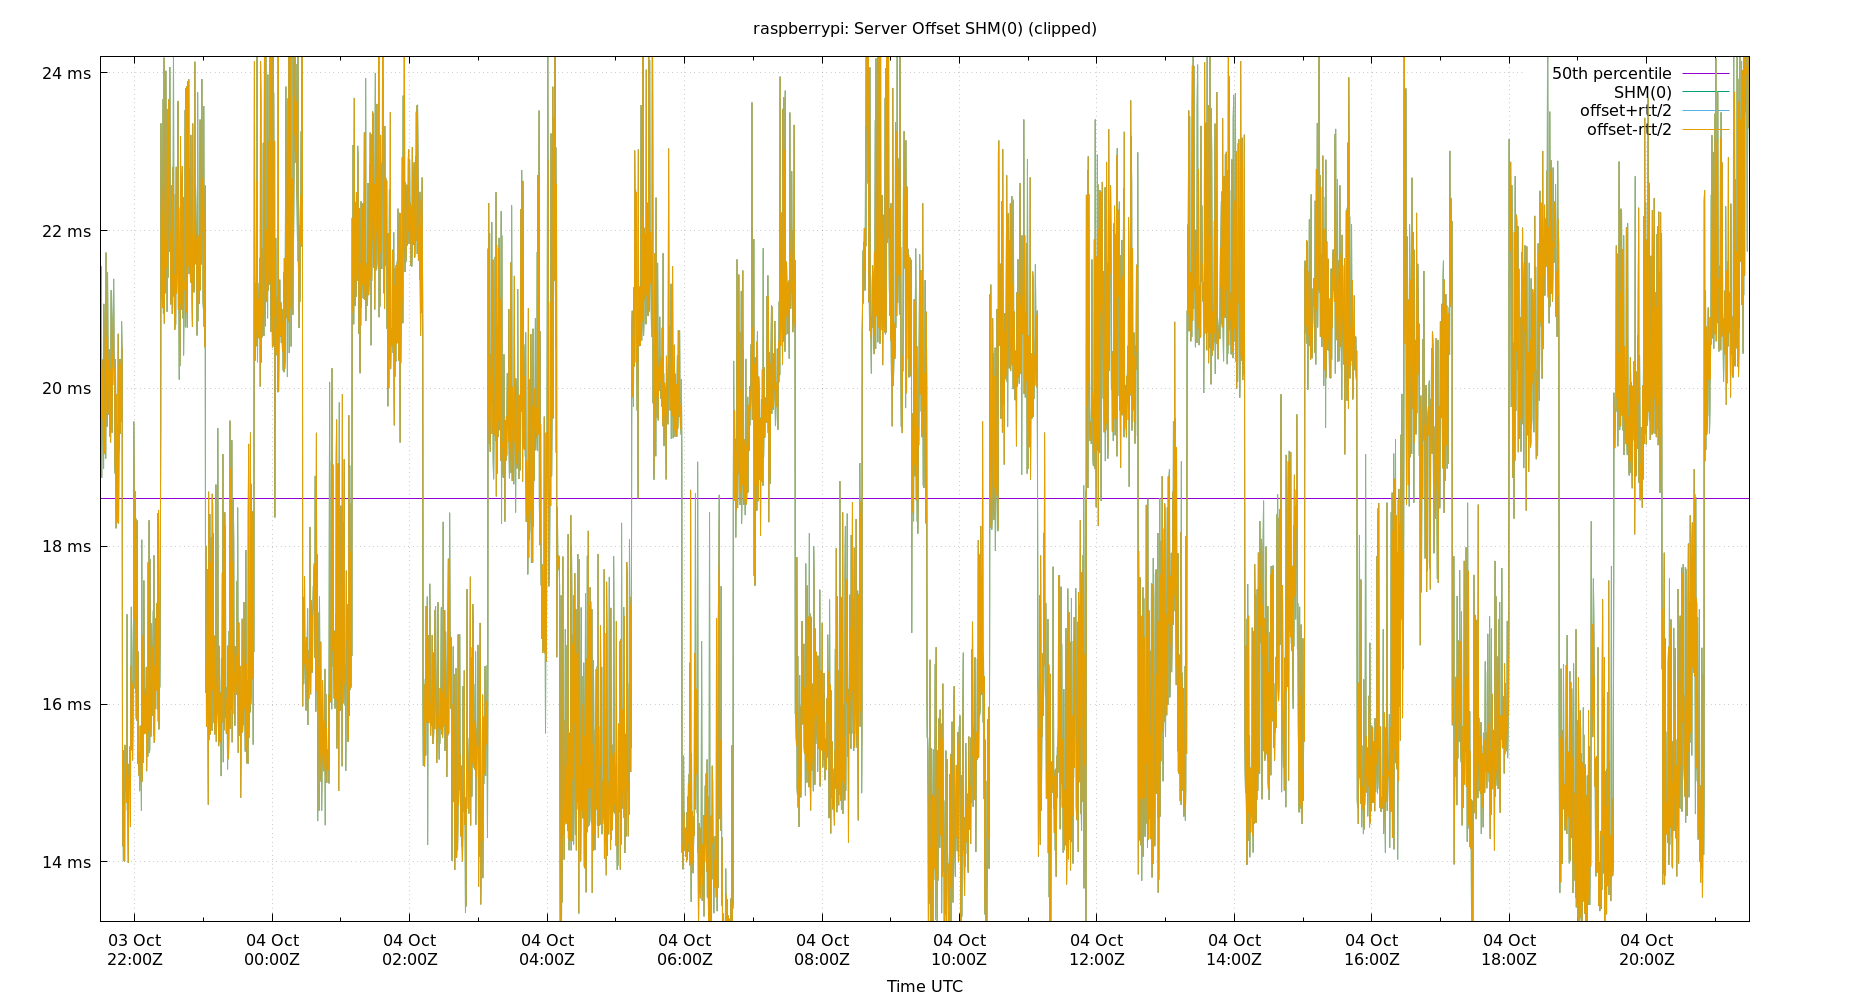 raspberrypi: Server Offset SHM(0) (clipped)
24 ms
22 ms
20 ms
18 ms
16 ms
14 ms
50th percentile
SHM(0)
offset+rtt/2
offset-rtt/2
03 Oct 04 Oct 04 Oct 04 Oct 04 Oct 04 Oct 04 Oct 04 Oct 04 Oct 04 Oct 04 Oct 04 Oct
22:00Z 00:00Z 02:00Z 04:00Z 06:00Z 08:00Z 10:00Z 12:00Z 14:00Z 16:00Z 18:00Z 20:00Z
Time UTC